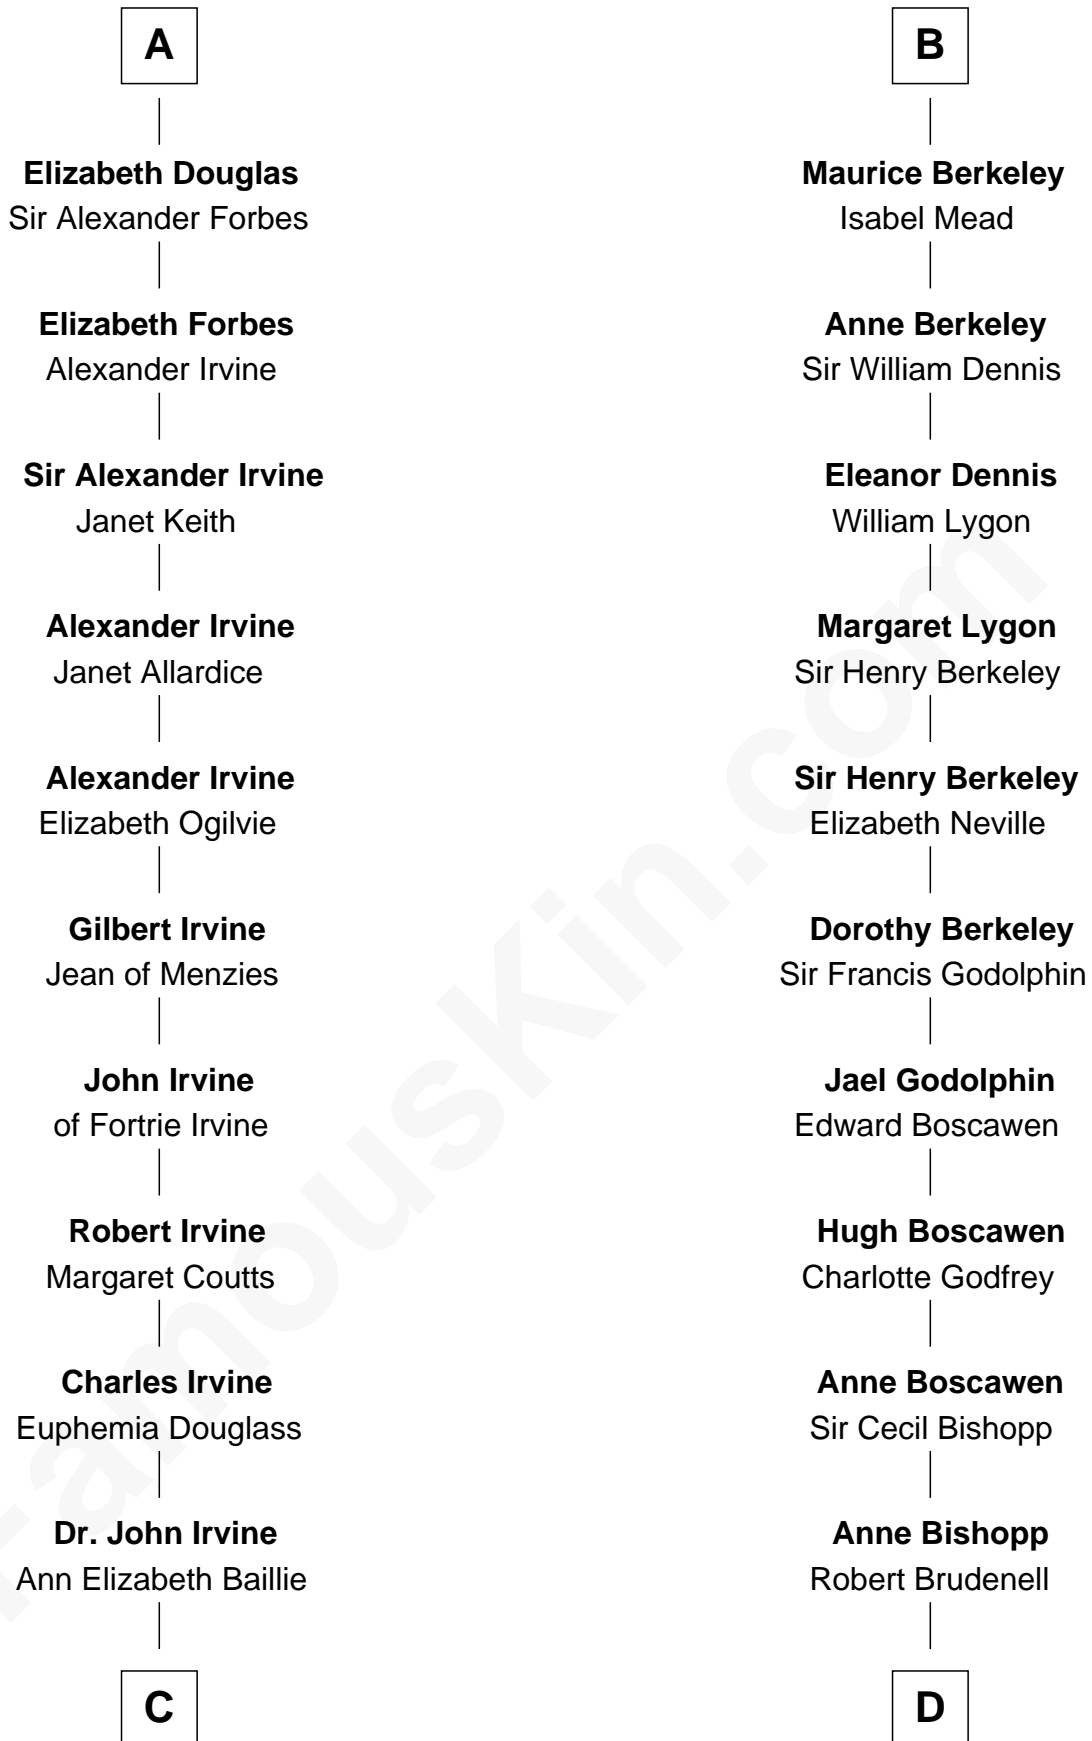 A
Elizabeth Douglas
Sir Alexander Forbes
Elizabeth Forbes
Alexander Irvine
Sir Alexander Irvine
Janet Keith
Alexander Irvine
Janet Allardice
Alexander Irvine
Elizabeth Ogilvie
Gilbert Irvine
Jean of Menzies
John Irvine
of Fortrie Irvine
Robert Irvine
Margaret Coutts
Charles Irvine
Euphemia Douglass
Dr. John Irvine
Ann Elizabeth Baillie
C
B
Maurice Berkeley
Isabel Mead
Anne Berkeley
Sir William Dennis
Eleanor Dennis
William Lygon
Margaret Lygon
Sir Henry Berkeley
Sir Henry Berkeley
Elizabeth Neville
Dorothy Berkeley
Sir Francis Godolphin
Jael Godolphin
Edward Boscawen
Hugh Boscawen
Charlotte Godfrey
Anne Boscawen
Sir Cecil Bishopp
Anne Bishopp
Robert Brudenell
D
FamousKin.com